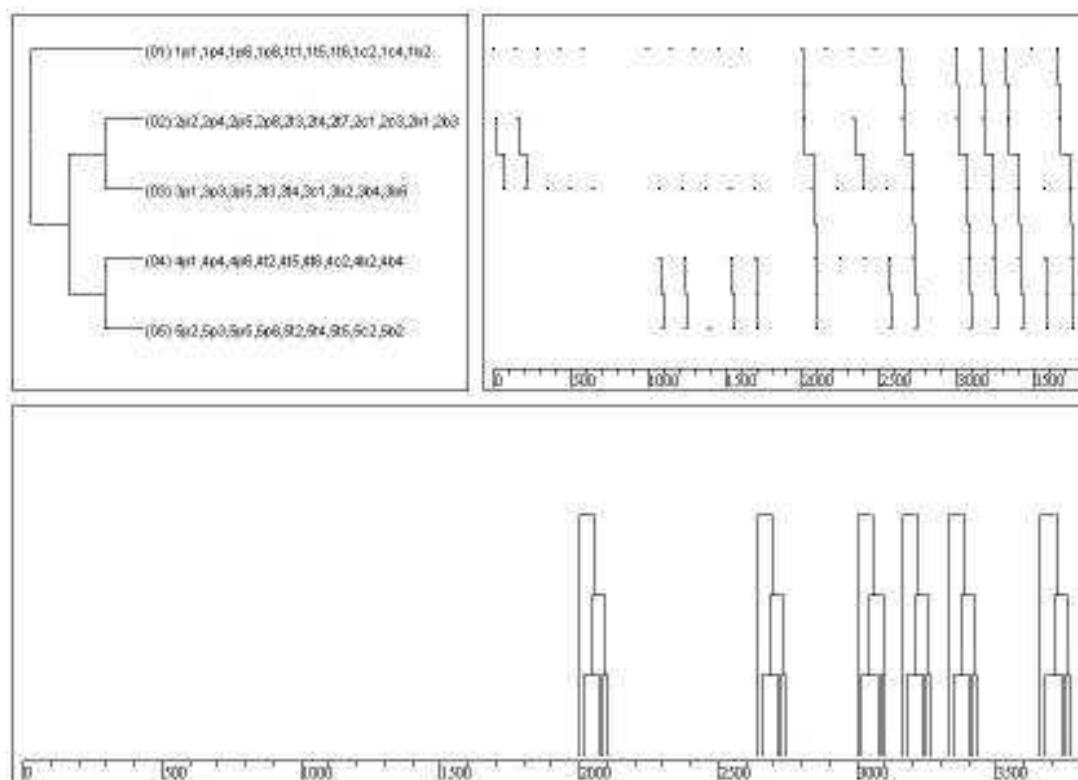 (01) 1p1,1p4,1p6,1p8,1t1,1t5,1t6,1c2,1c4,1b2
(02) 2p2,2p4,2p5,2p8,2t3,2t4,2t7,2c1,2c3,2b1,2b3
(03) 3p1,3p3,3p5,3t3,3t4,3c1,3b2,3b4,3b6
(04) 4p1,4p4,4p6,4t2,4t5,4t6,4c2,4b2,4b4
(05) 5p2,5p3,5p5,5p8,5t2,5t4,5t5,5c2,5b2
0 500 1000 1500 2000 2500 3000 3500
0 500 1000 1500 2000 2500 3000 3500